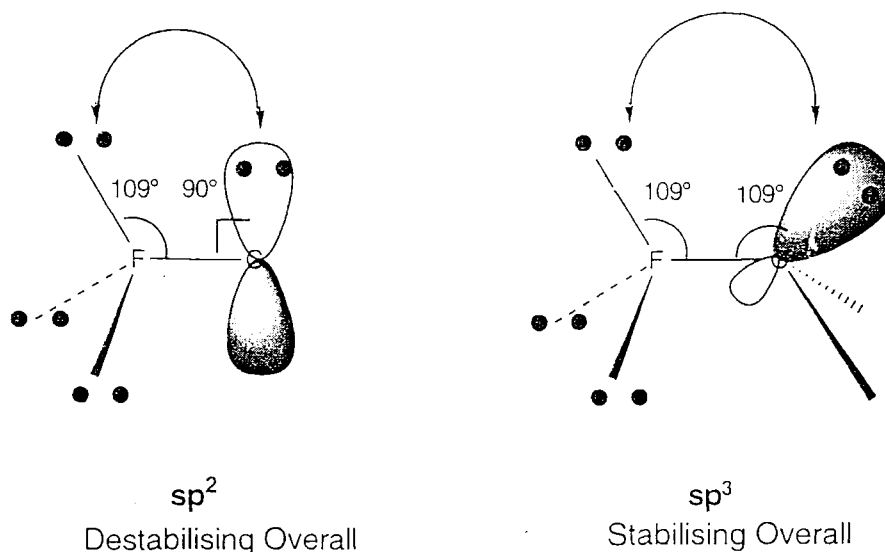 109° 90° 109° 109°
F C F C
sp² sp³
Destabilising Overall Stabilising Overall